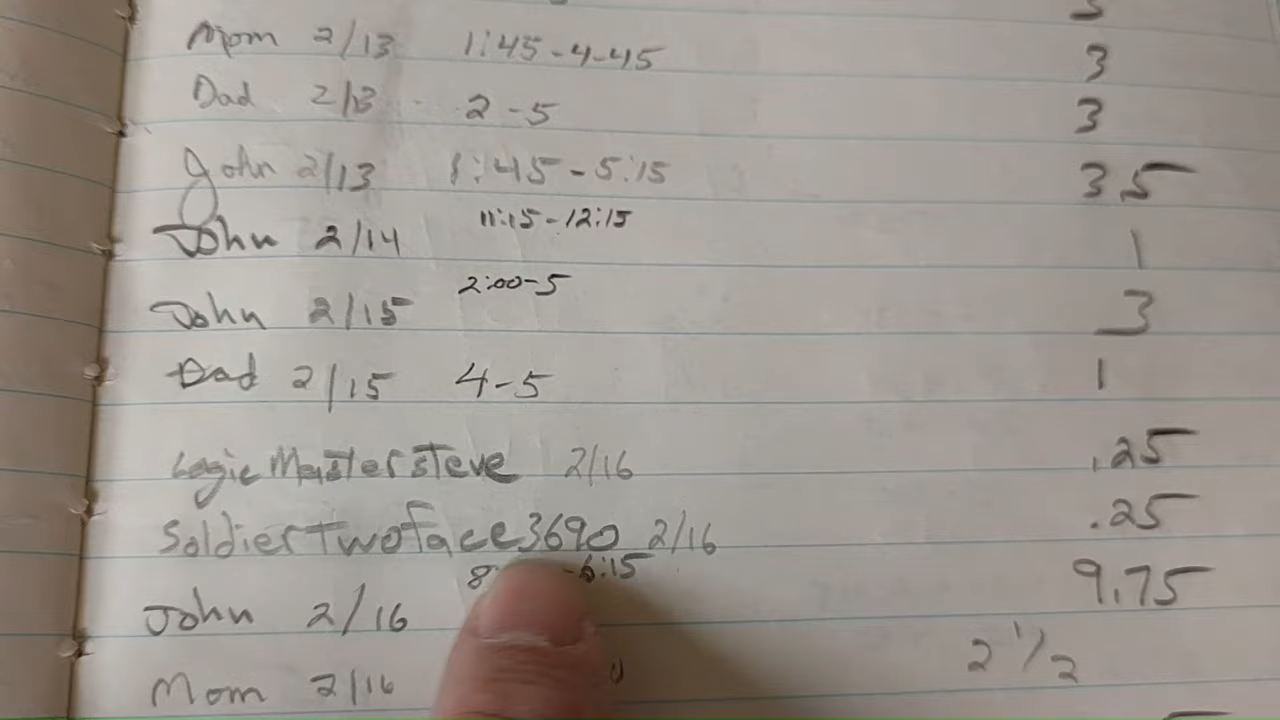 3
Mom 2/13 1:45-4-45 3
Dad 2/13 2-5 3
John 2/13 1:45-5:15 3.5
John 2/14 11:15-12:15 1
John 2/15 2:00-5 3
Dad 2/15 4-5 1
LogicMastersteve 2/16 .25
SoldierTwoface3690 2/16 .25
John 2/16 8: -6:15 9.75
Mom 2/16 2 1/2